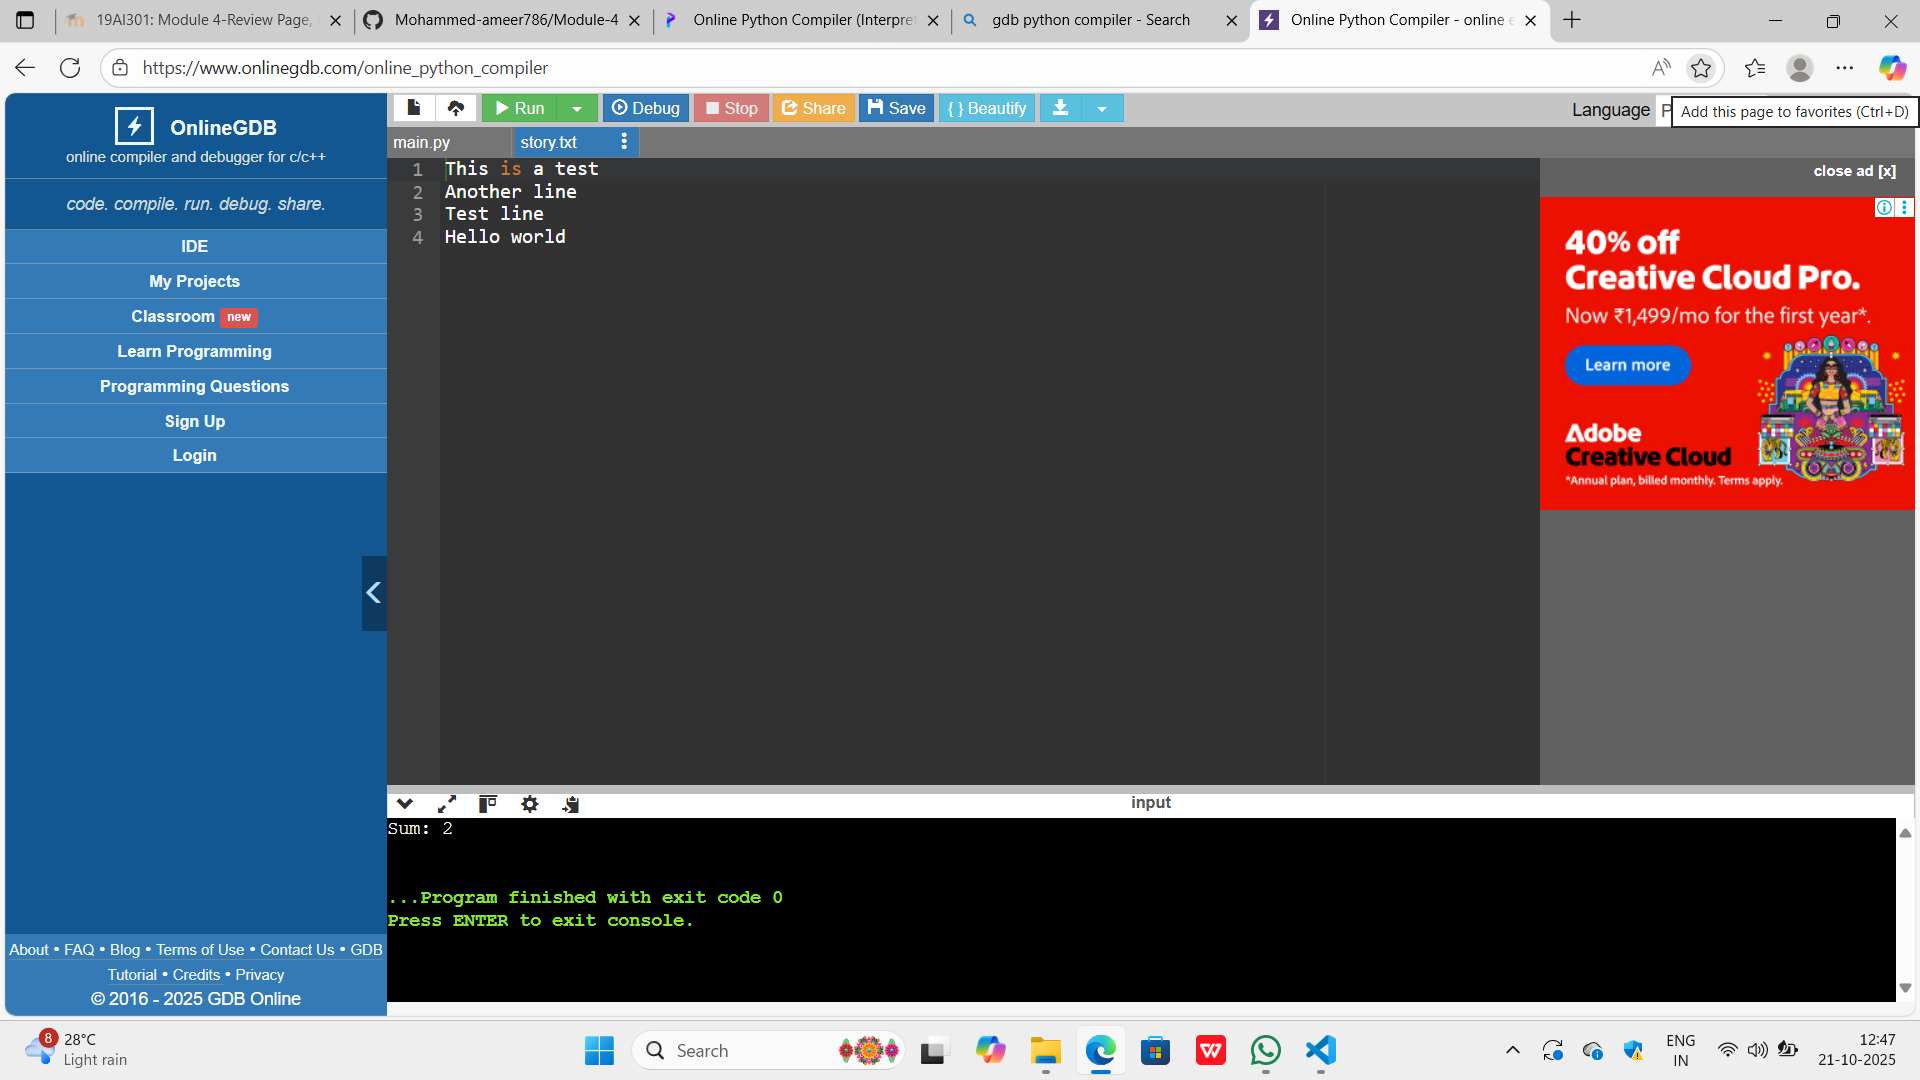 19AI301: Module 4-Review Page,
Mohammed-ameer786/Module-4
Online Python Compiler (Interpre
gdb python compiler - Search
Online Python Compiler - online e
https://www.onlinegdb.com/online_python_compiler
OnlineGDB
online compiler and debugger for c/c++
code. compile. run. debug. share.
IDE
My Projects
Classroom new
Learn Programming
Programming Questions
Sign Up
Login
About • FAQ • Blog • Terms of Use • Contact Us • GDB
Tutorial • Credits • Privacy
© 2016 - 2025 GDB Online
Run Debug Stop Share Save { } Beautify
Language P
Add this page to favorites (Ctrl+D)
main.py story.txt
1 This is a test
2 Another line
3 Test line
4 Hello world
close ad [x]
40% off
Creative Cloud Pro.
Now ₹1,499/mo for the first year*.
Learn more
Adobe
Creative Cloud
*Annual plan, billed monthly. Terms apply.
input
Sum: 2
...Program finished with exit code 0
Press ENTER to exit console.
8
28°C
Light rain
Search
ENG
IN
12:47
21-10-2025